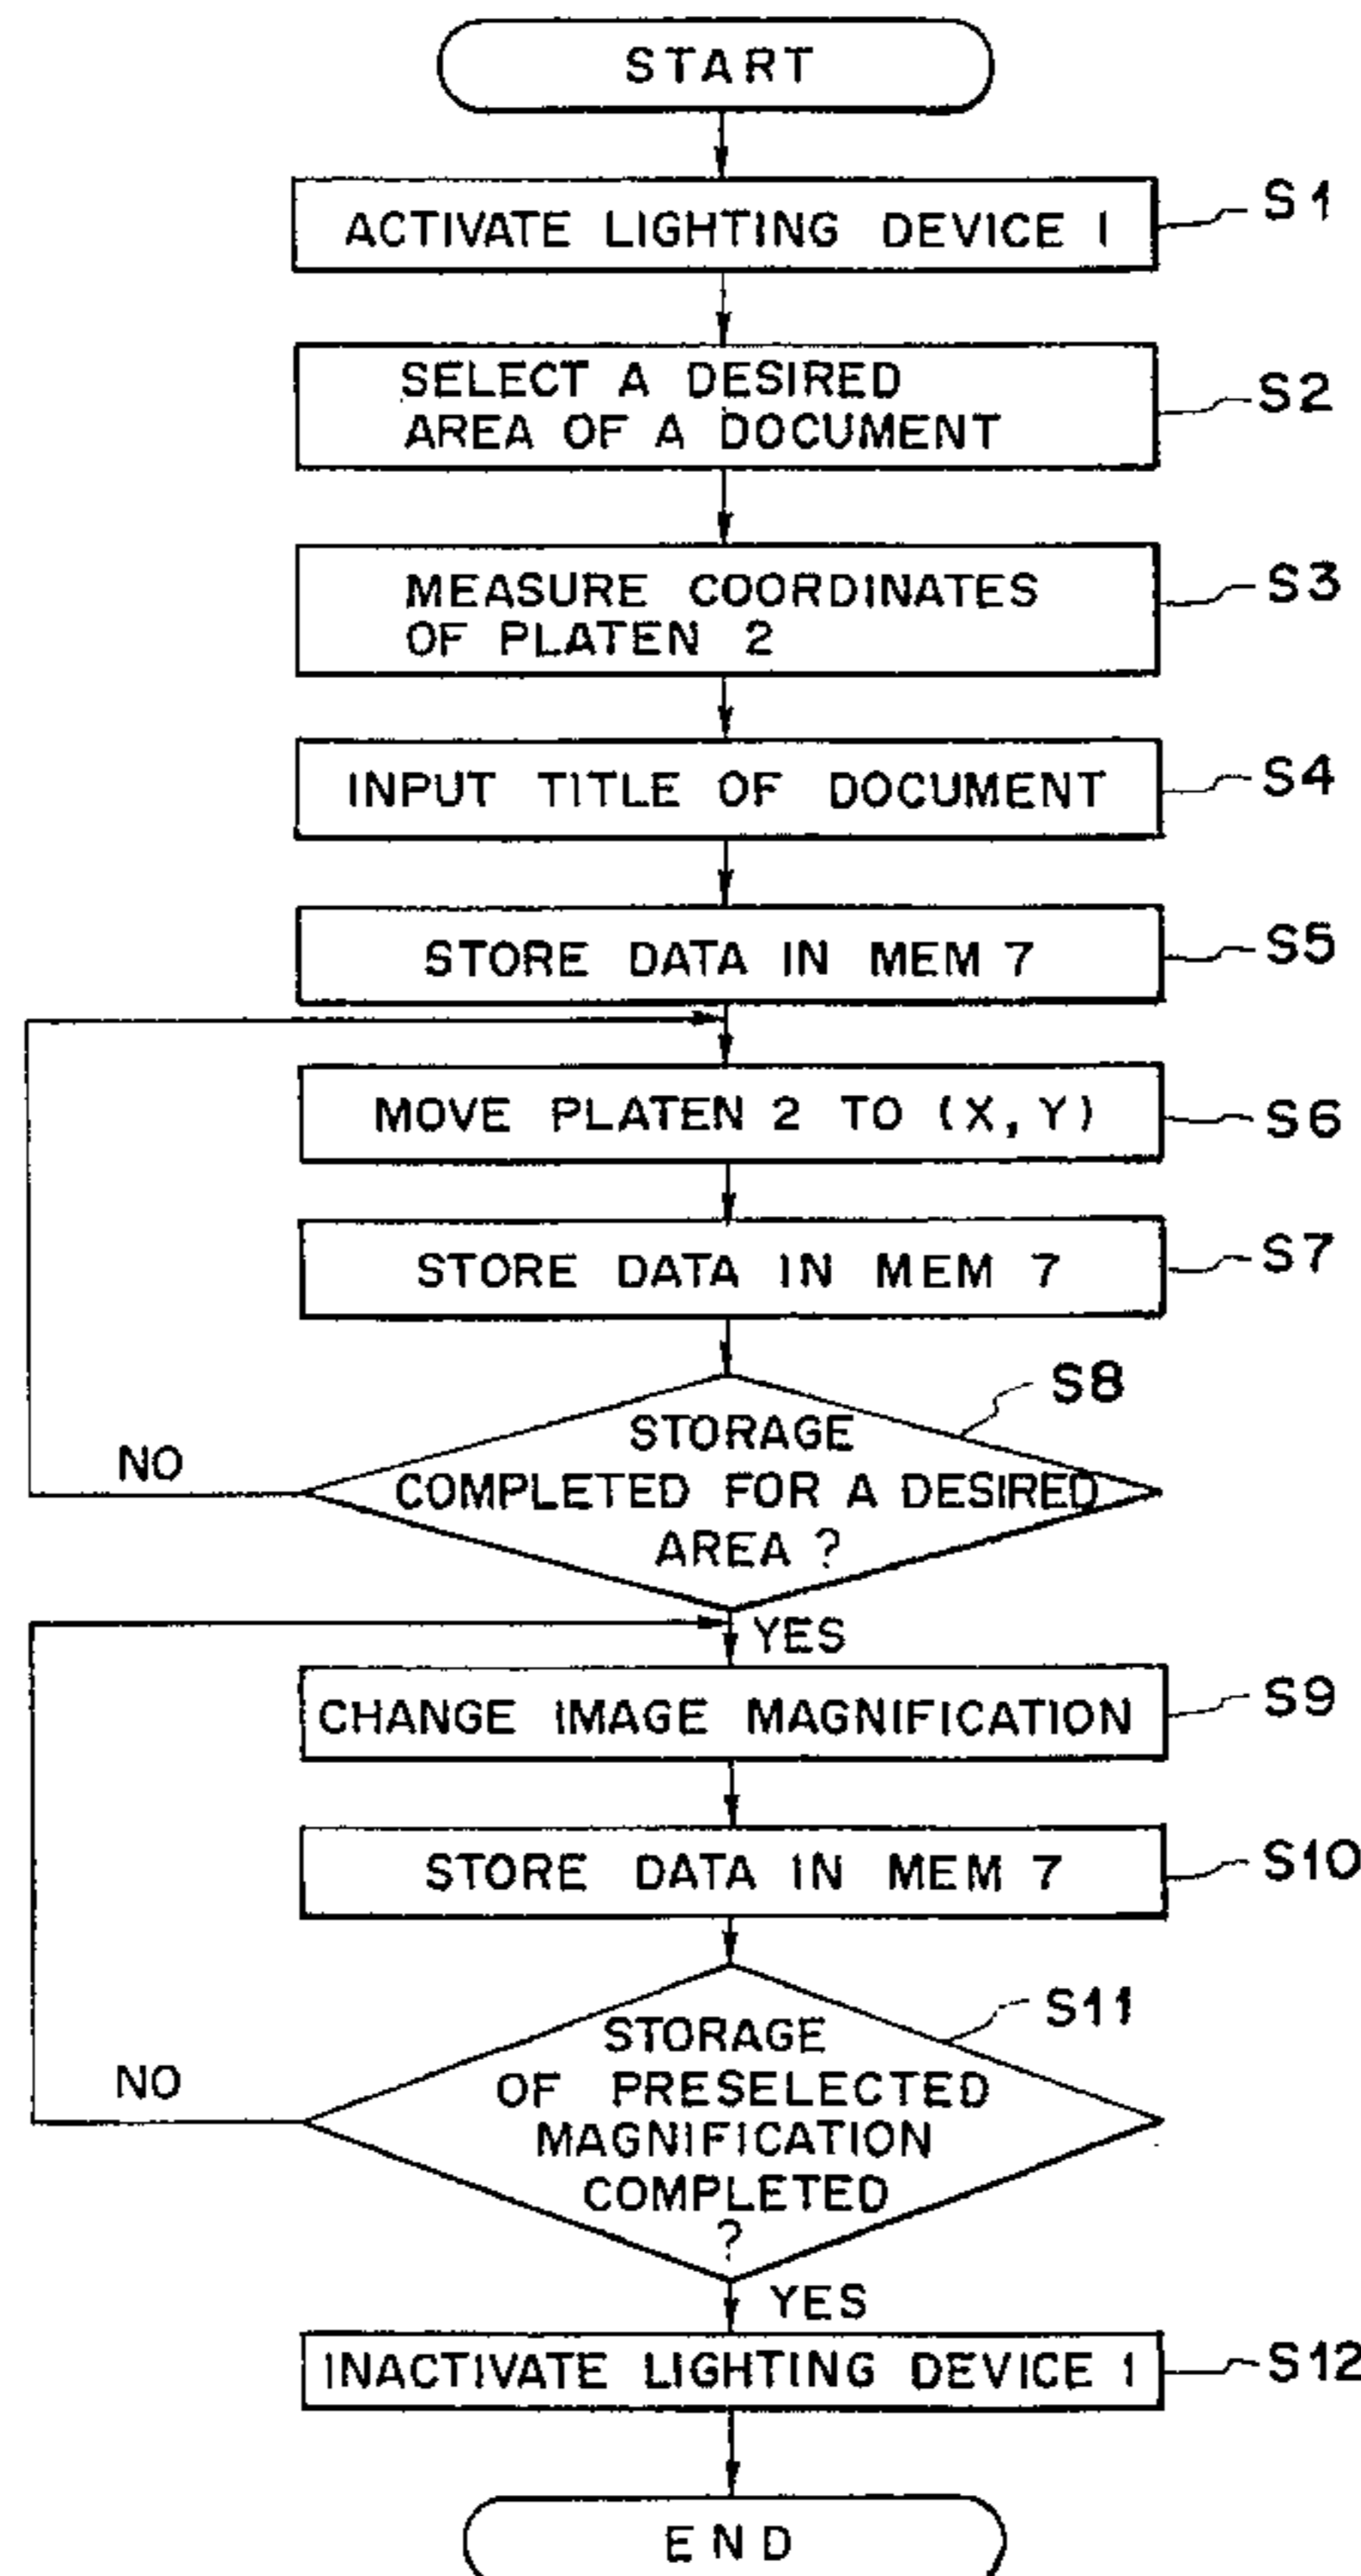 START
ACTIVATE LIGHTING DEVICE 1
S1
SELECT A DESIRED
AREA OF A DOCUMENT
S2
MEASURE COORDINATES
OF PLATEN 2
S3
INPUT TITLE OF DOCUMENT
S4
STORE DATA IN MEM 7
S5
MOVE PLATEN 2 TO (X, Y)
S6
STORE DATA IN MEM 7
S7
S8
STORAGE
COMPLETED FOR A DESIRED
AREA ?
NO
YES
CHANGE IMAGE MAGNIFICATION
S9
STORE DATA IN MEM 7
S10
S11
STORAGE
OF PRESELECTED
MAGNIFICATION
COMPLETED
?
NO
YES
INACTIVATE LIGHTING DEVICE 1
S12
END